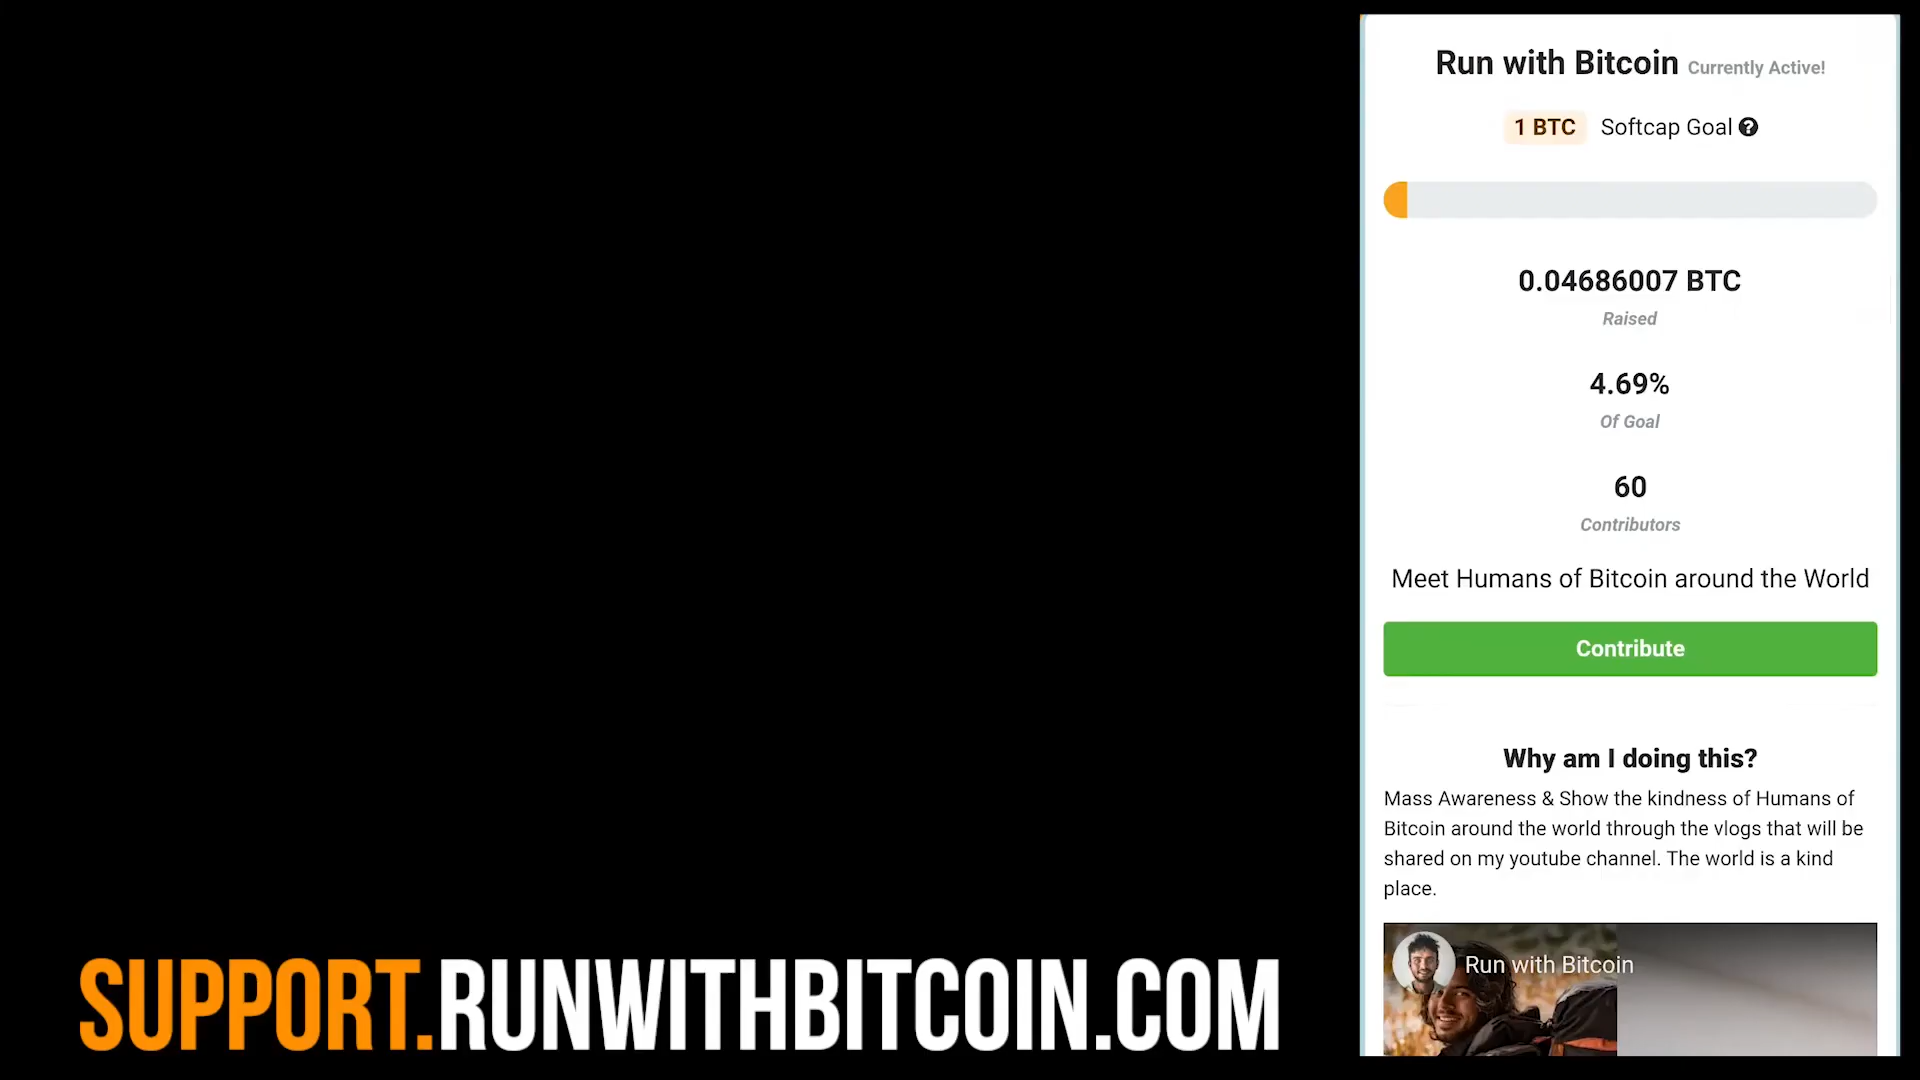 Run with Bitcoin Currently Active!
1 BTC Softcap Goal ?
0.04686007 BTC
Raised
4.69%
Of Goal
60
Contributors
Meet Humans of Bitcoin around the World
Contribute
Why am I doing this?
Mass Awareness & Show the kindness of Humans of
Bitcoin around the world through the vlogs that will be
shared on my youtube channel. The world is a kind
place.
Run with Bitcoin
SUPPORT.RUNWITHBITCOIN.COM